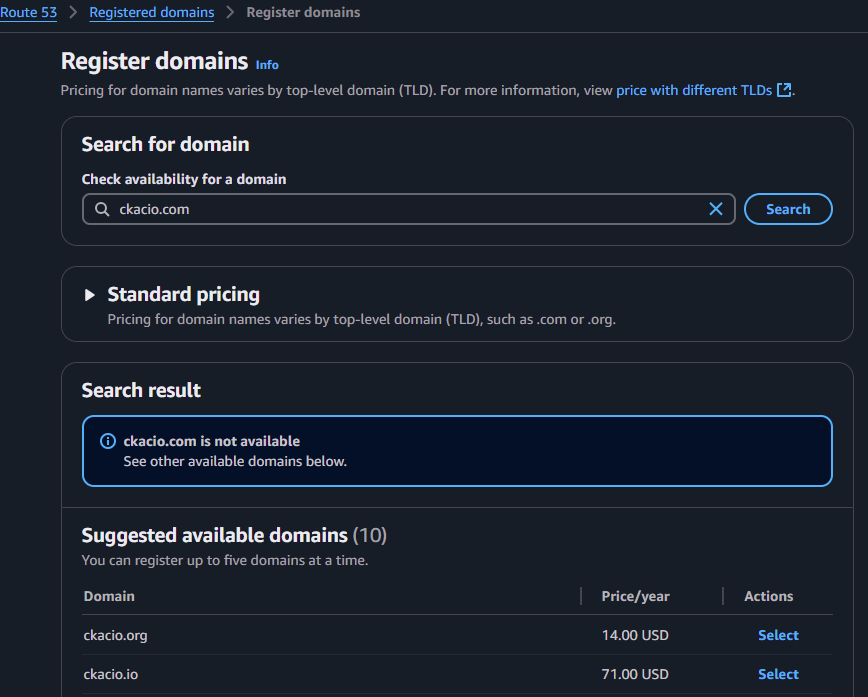 Route 53 > Registered domains > Register domains
Register domains Info
Pricing for domain names varies by top-level domain (TLD). For more information, view price with different TLDs.
Search for domain
Check availability for a domain
ckacio.com
Search
Standard pricing
Pricing for domain names varies by top-level domain (TLD), such as .com or .org.
Search result
ckacio.com is not available
See other available domains below.
Suggested available domains (10)
You can register up to five domains at a time.
Domain Price/year Actions
ckacio.org 14.00 USD Select
ckacio.io 71.00 USD Select